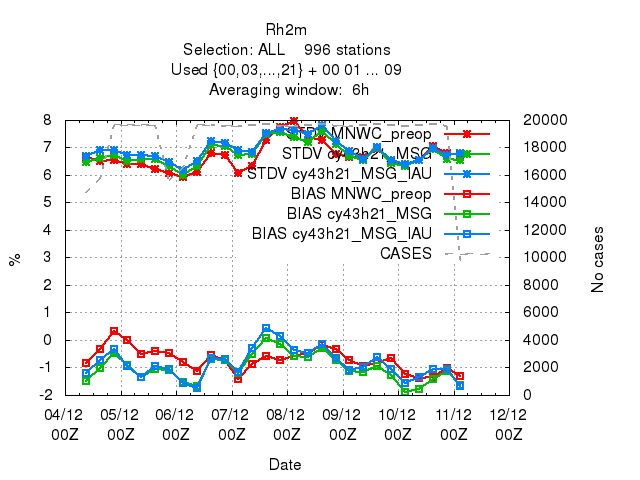 Rh2m
Selection: ALL 996 stations
Used {00,03,...,21} + 00 01 ... 09
Averaging window: 6h
8 20000
STDV MNWC_preop
7 18000
STDV cy43h21_MSG
STDV cy43h21_MSG_IAU
6 16000
BIAS MNWC_preop
5 14000
BIAS cy43h21_MSG
4 12000
BIAS cy43h21_MSG_IAU
CASES
3 10000
% No cases
2 8000
1 6000
0 4000
-1 2000
-2 0
04/12 05/12 06/12 07/12 08/12 09/12 10/12 11/12 12/12
00Z 00Z 00Z 00Z 00Z 00Z 00Z 00Z 00Z
Date